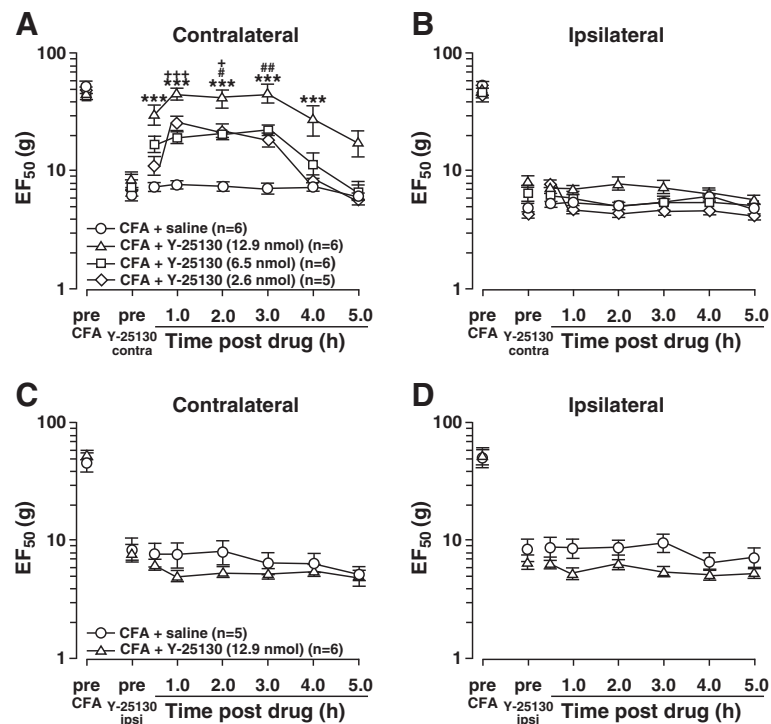 A
Contralateral
100
10
1
EF50 (g)
***
‡‡‡
***
‡
#
***
##
***
***
CFA + saline (n=6)
CFA + Y-25130 (12.9 nmol) (n=6)
CFA + Y-25130 (6.5 nmol) (n=6)
CFA + Y-25130 (2.6 nmol) (n=5)
pre CFA
pre Y-25130 contra
1.0 2.0 3.0 4.0 5.0
Time post drug (h)
B
Ipsilateral
100
10
1
EF50 (g)
pre CFA
pre Y-25130 contra
1.0 2.0 3.0 4.0 5.0
Time post drug (h)
C
Contralateral
100
10
1
EF50 (g)
CFA + saline (n=5)
CFA + Y-25130 (12.9 nmol) (n=6)
pre CFA
pre Y-25130 ipsi
1.0 2.0 3.0 4.0 5.0
Time post drug (h)
D
Ipsilateral
100
10
1
EF50 (g)
pre CFA
pre Y-25130 ipsi
1.0 2.0 3.0 4.0 5.0
Time post drug (h)